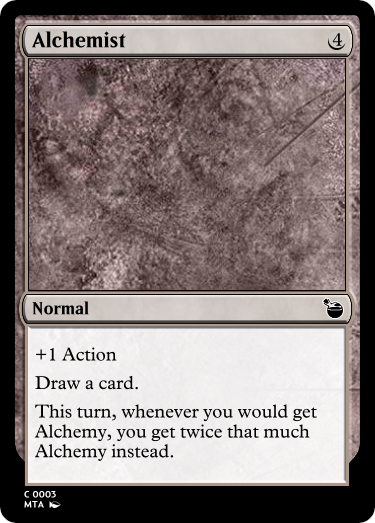 Alchemist 4
Normal
+1 Action
Draw a card.
This turn, whenever you would get
Alchemy, you get twice that much
Alchemy instead.
C 0003
MTA